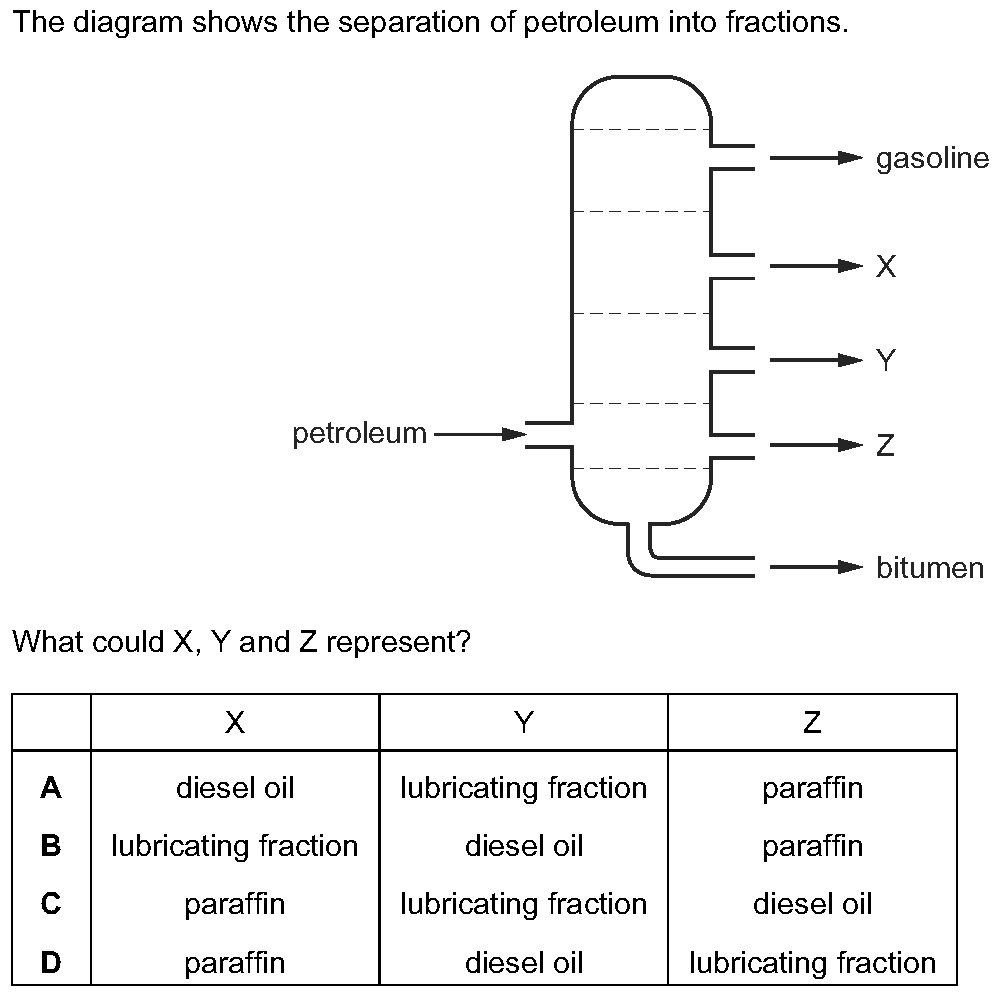 The diagram shows the separation of petroleum into fractions.
gasoline
X
Y
petroleum
Z
bitumen
What could X, Y and Z represent?
X Y Z
A diesel oil lubricating fraction paraffin
B lubricating fraction diesel oil paraffin
C paraffin lubricating fraction diesel oil
D paraffin diesel oil lubricating fraction